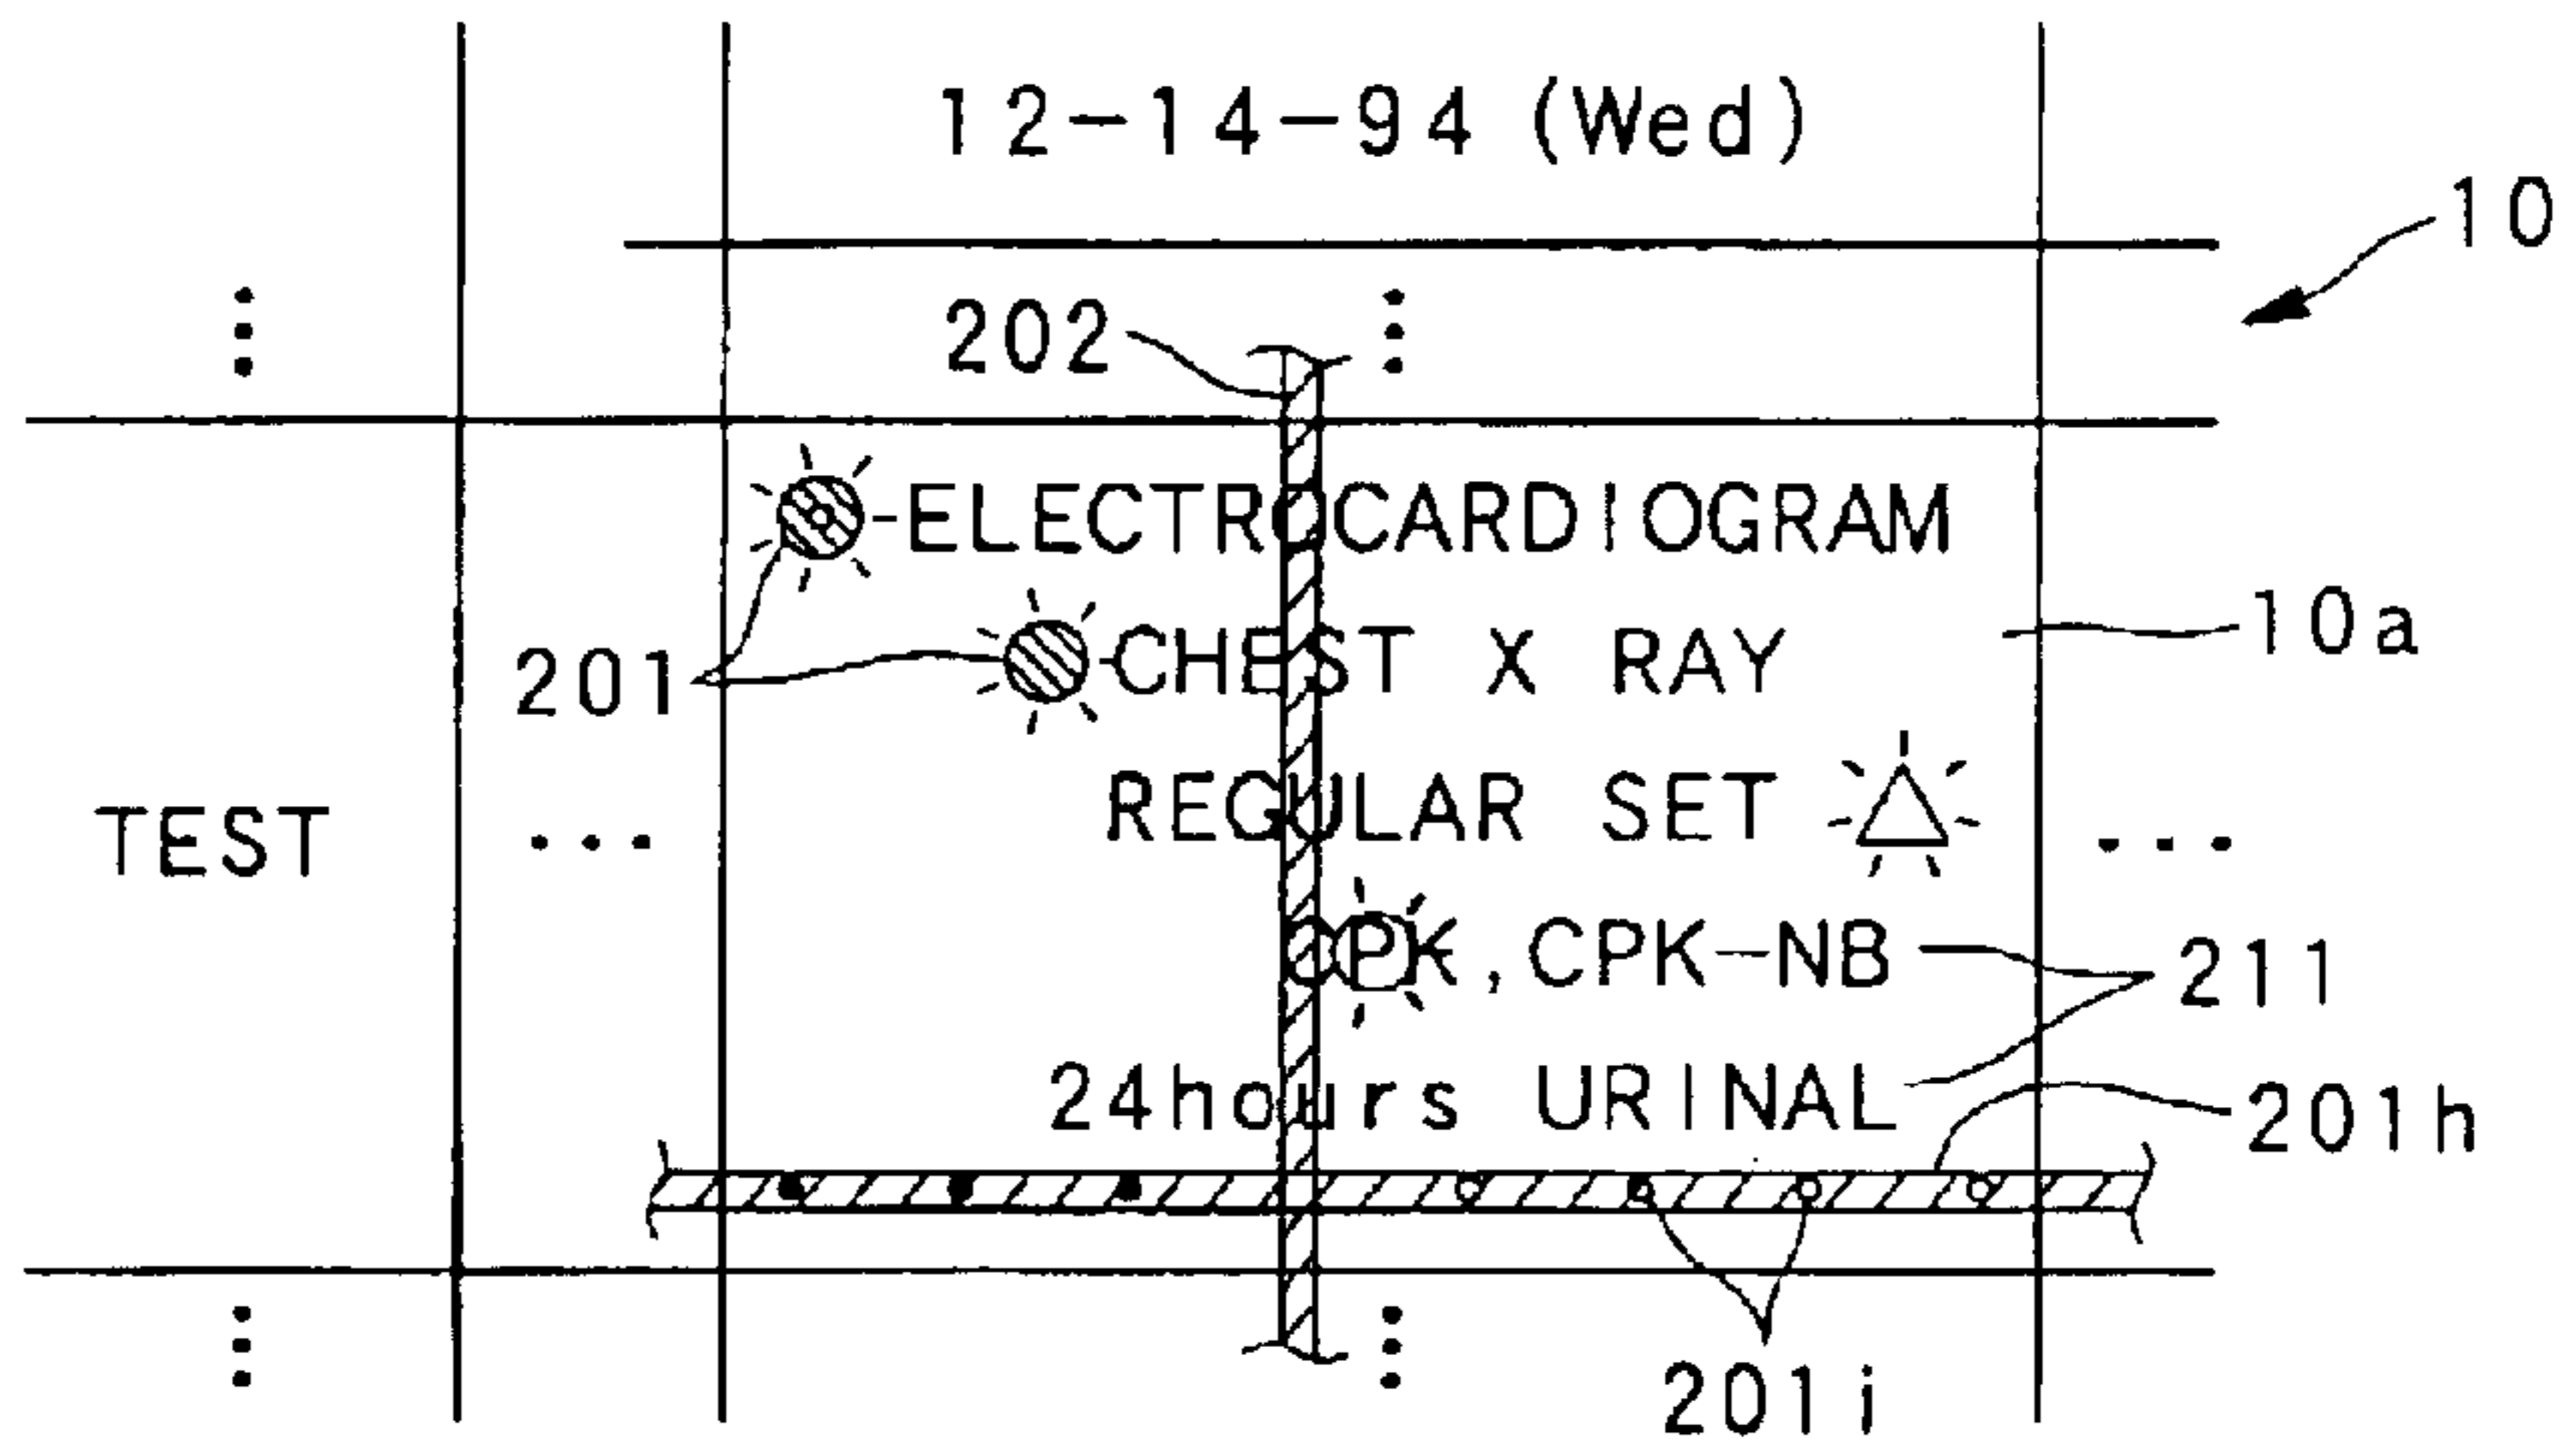 12-14-94 (Wed)
10
202
-ELECTROCARDIOGRAM
10a
201
-CHEST X RAY
REGULAR SET
TEST
CPK, CPK-NB
211
24hours URINAL
201h
201i